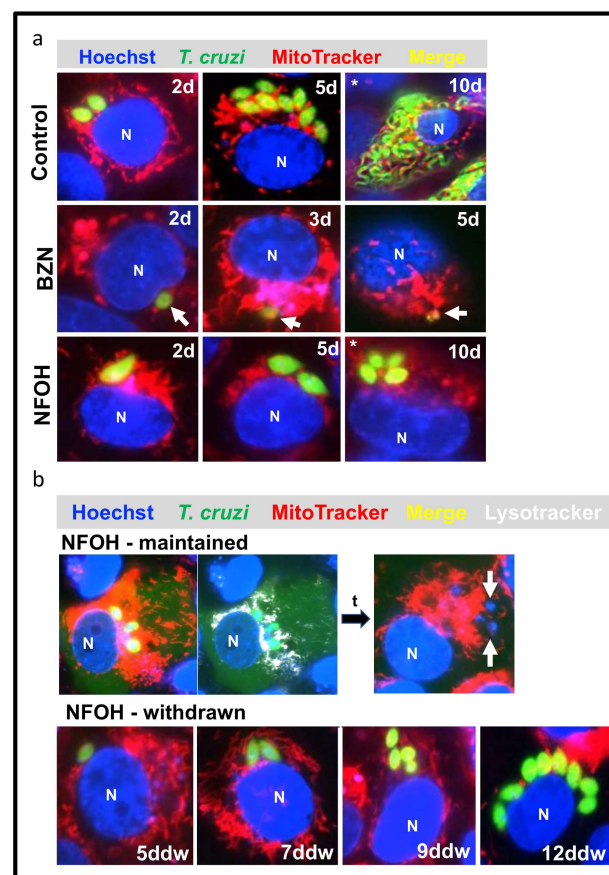 a
Hoechst T. cruzi MitoTracker Merge
Control
2d
N
5d
N
* 10d
N
BZN
2d
N
3d
N
5d
N
NFOH
2d
N
5d
N
* 10d
N
b
Hoechst T. cruzi MitoTracker Merge Lysotracker
NFOH - maintained
N
N
t
N
NFOH - withdrawn
N
5ddw
N
7ddw
N
9ddw
N
12ddw